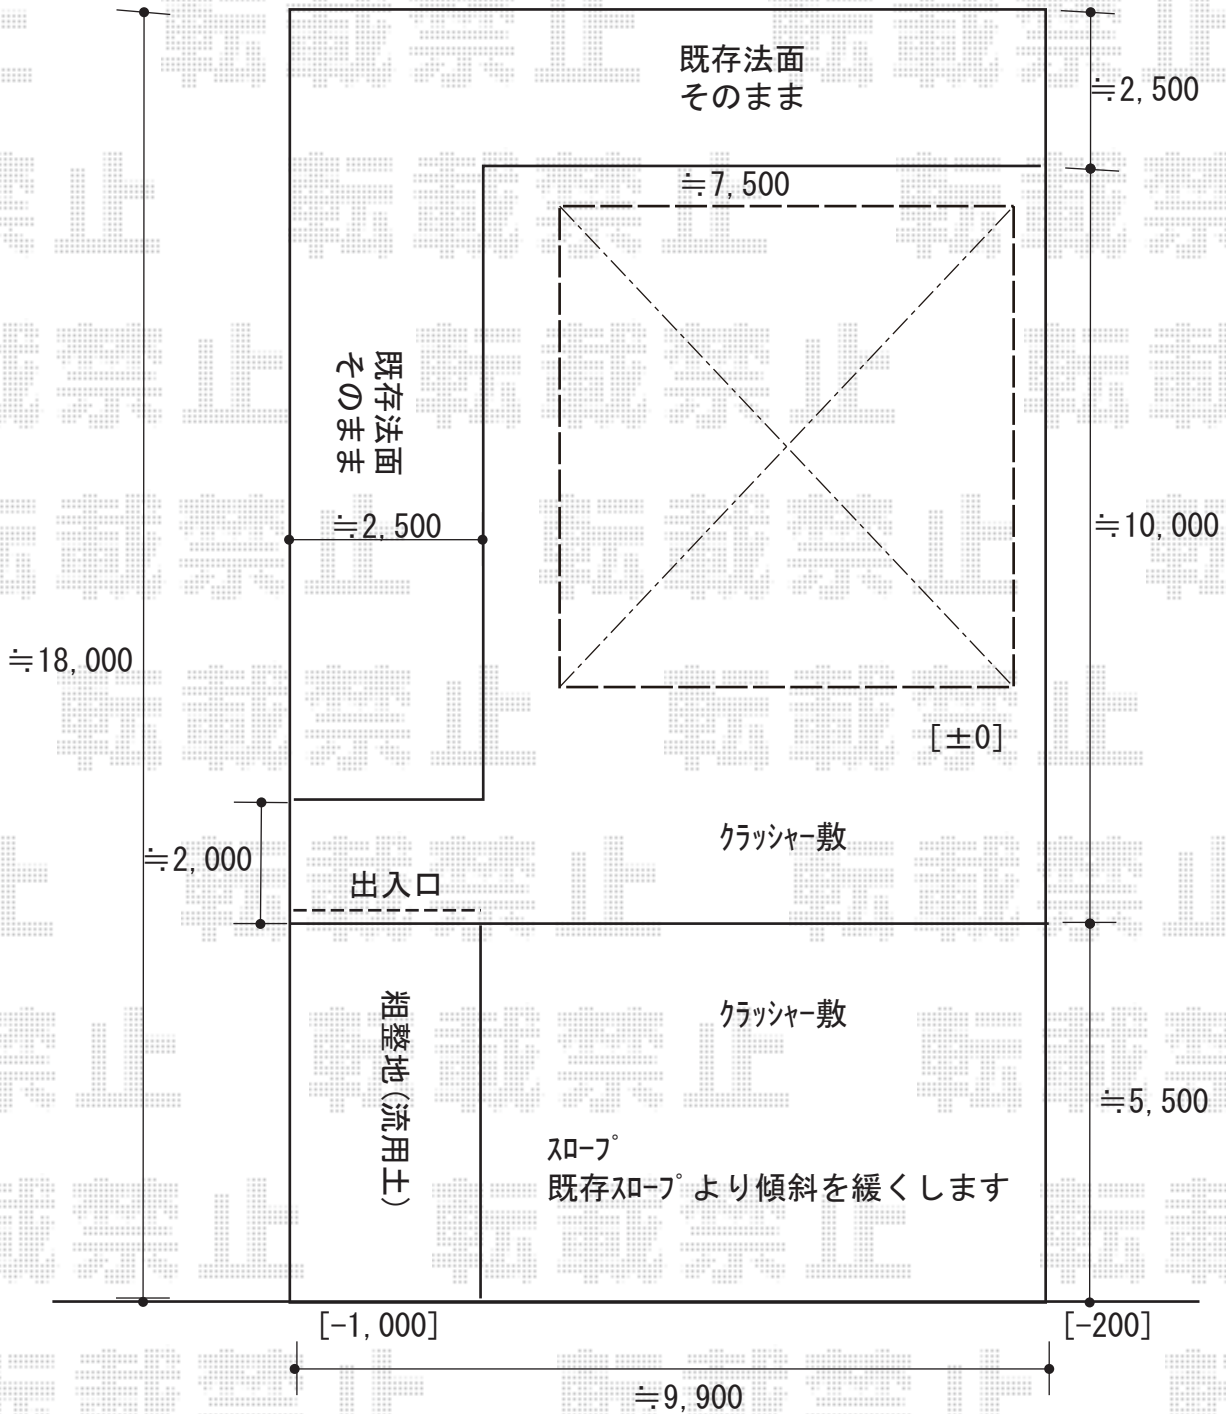 既存法面
そのまま
≒2,500
≒7,500
既存法面
そのまま
≒2,500
≒10,000
≒18,000
[±0]
クラッシャー敷
≒2,000
出入口
クラッシャー敷
粗整地(流用土)
≒5,500
スロープ
既存スロープより傾斜を緩くします
[-1,000]
[-200]
≒9,900
転載禁止